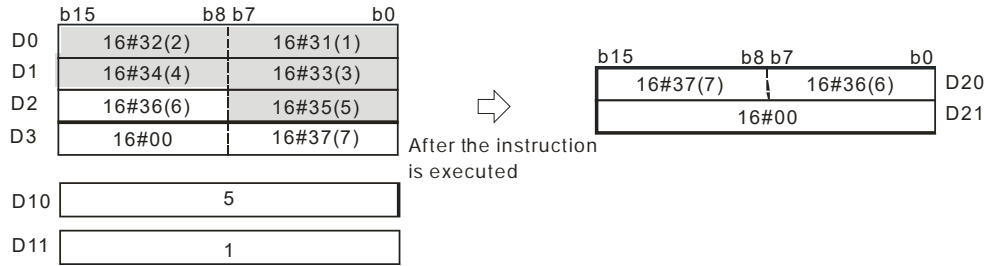 b15 b8 b7 b0
D0 16#32(2) 16#31(1)
D1 16#34(4) 16#33(3)
D2 16#36(6) 16#35(5)
D3 16#00 16#37(7)
D10 5
D11 1
After the instruction
is executed
b15 b8 b7 b0
16#37(7) 16#36(6) D20
16#00 D21